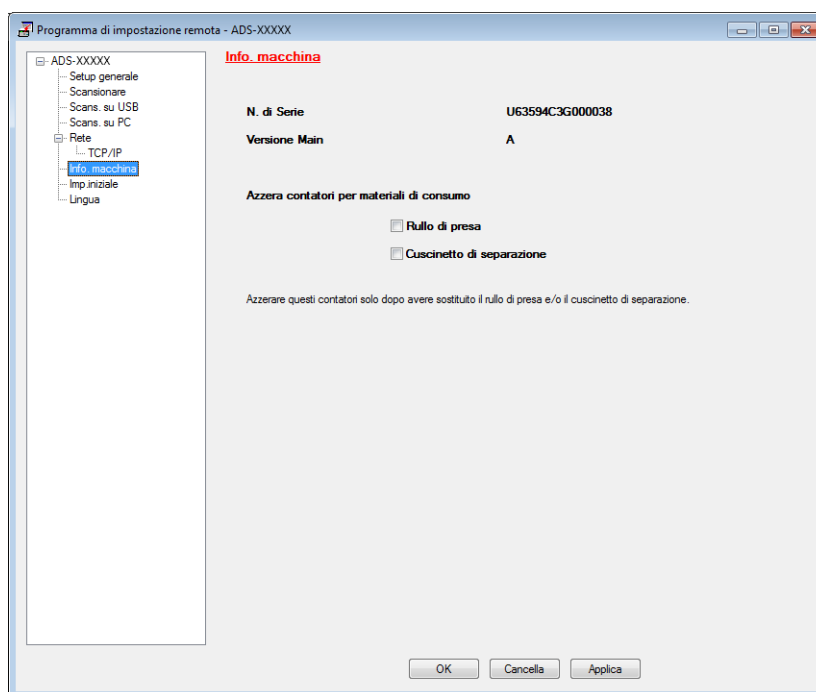 Programma di impostazione remota - ADS-XXXXX
ADS-XXXXX
Setup generale
Scansionare
Scans. su USB
Scans. su PC
Rete
TCP/IP
Info. macchina
Imp.iniziale
Lingua
Info. macchina
N. di Serie U63594C3G000038
Versione Main A
Azzera contatori per materiali di consumo
Rullo di presa
Cuscinetto di separazione
Azzerare questi contatori solo dopo avere sostituito il rullo di presa e/o il cuscinetto di separazione.
OK Cancella Applica